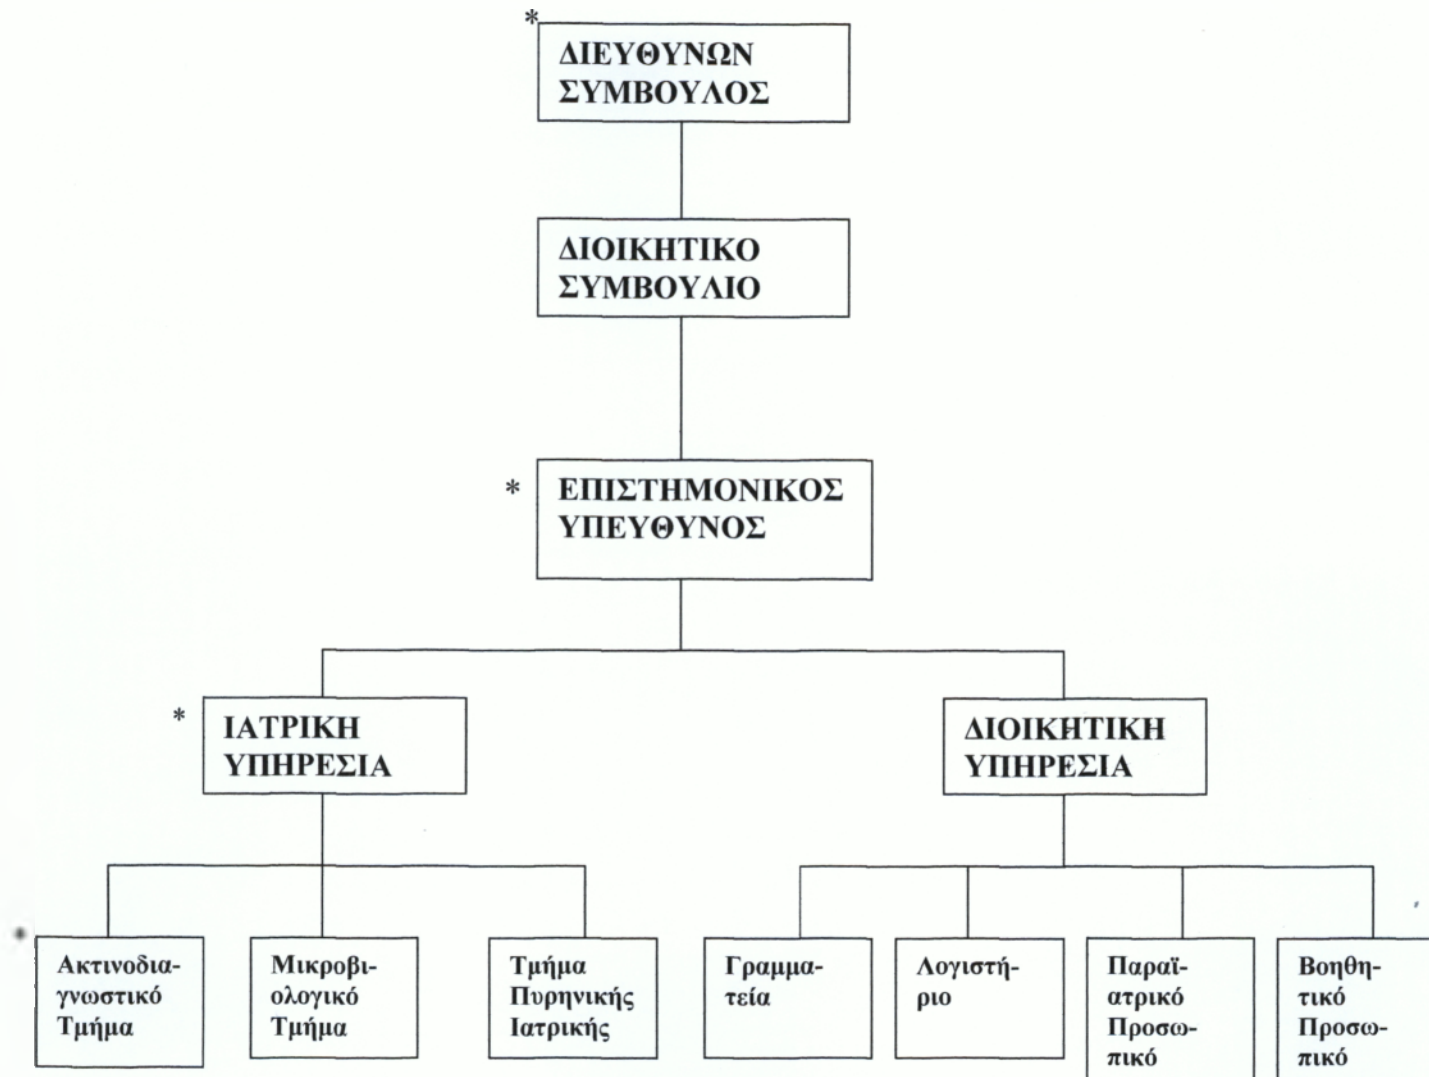 *
ΔΙΕΥΘΥΝΩΝ
ΣΥΜΒΟΥΛΟΣ
ΔΙΟΙΚΗΤΙΚΟ
ΣΥΜΒΟΥΛΙΟ
*
ΕΠΙΣΤΗΜΟΝΙΚΟΣ
ΥΠΕΥΘΥΝΟΣ
*
ΙΑΤΡΙΚΗ
ΥΠΗΡΕΣΙΑ
ΔΙΟΙΚΗΤΙΚΗ
ΥΠΗΡΕΣΙΑ
*
Ακτινοδια-
γνωστικό
Τμήμα
Μικροβι-
ολογικό
Τμήμα
Τμήμα
Πυρηνικής
Ιατρικής
Γραμμα-
τεία
Λογιστή-
ριο
Παραϊ-
ατρικό
Προσω-
πικό
Βοηθη-
τικό
Προσω-
πικό